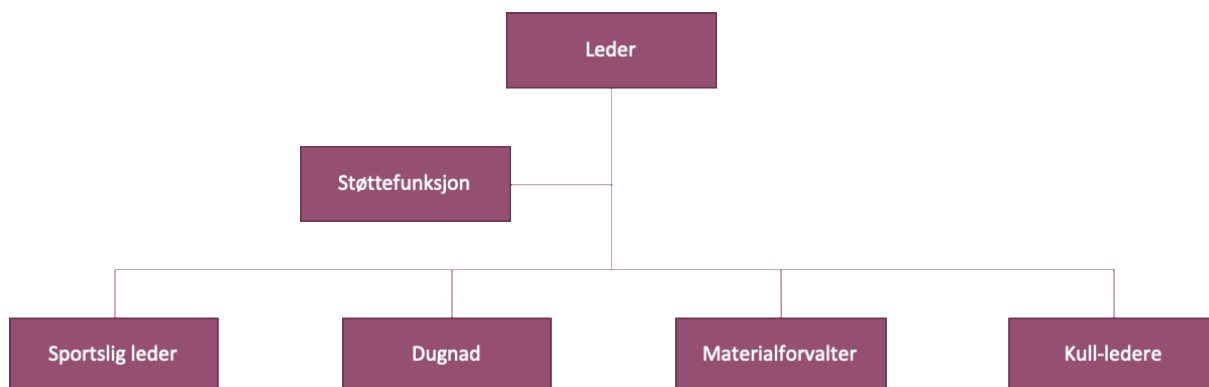 Leder
Støttefunksjon
Sportslig leder
Dugnad
Materialforvalter
Kull-ledere